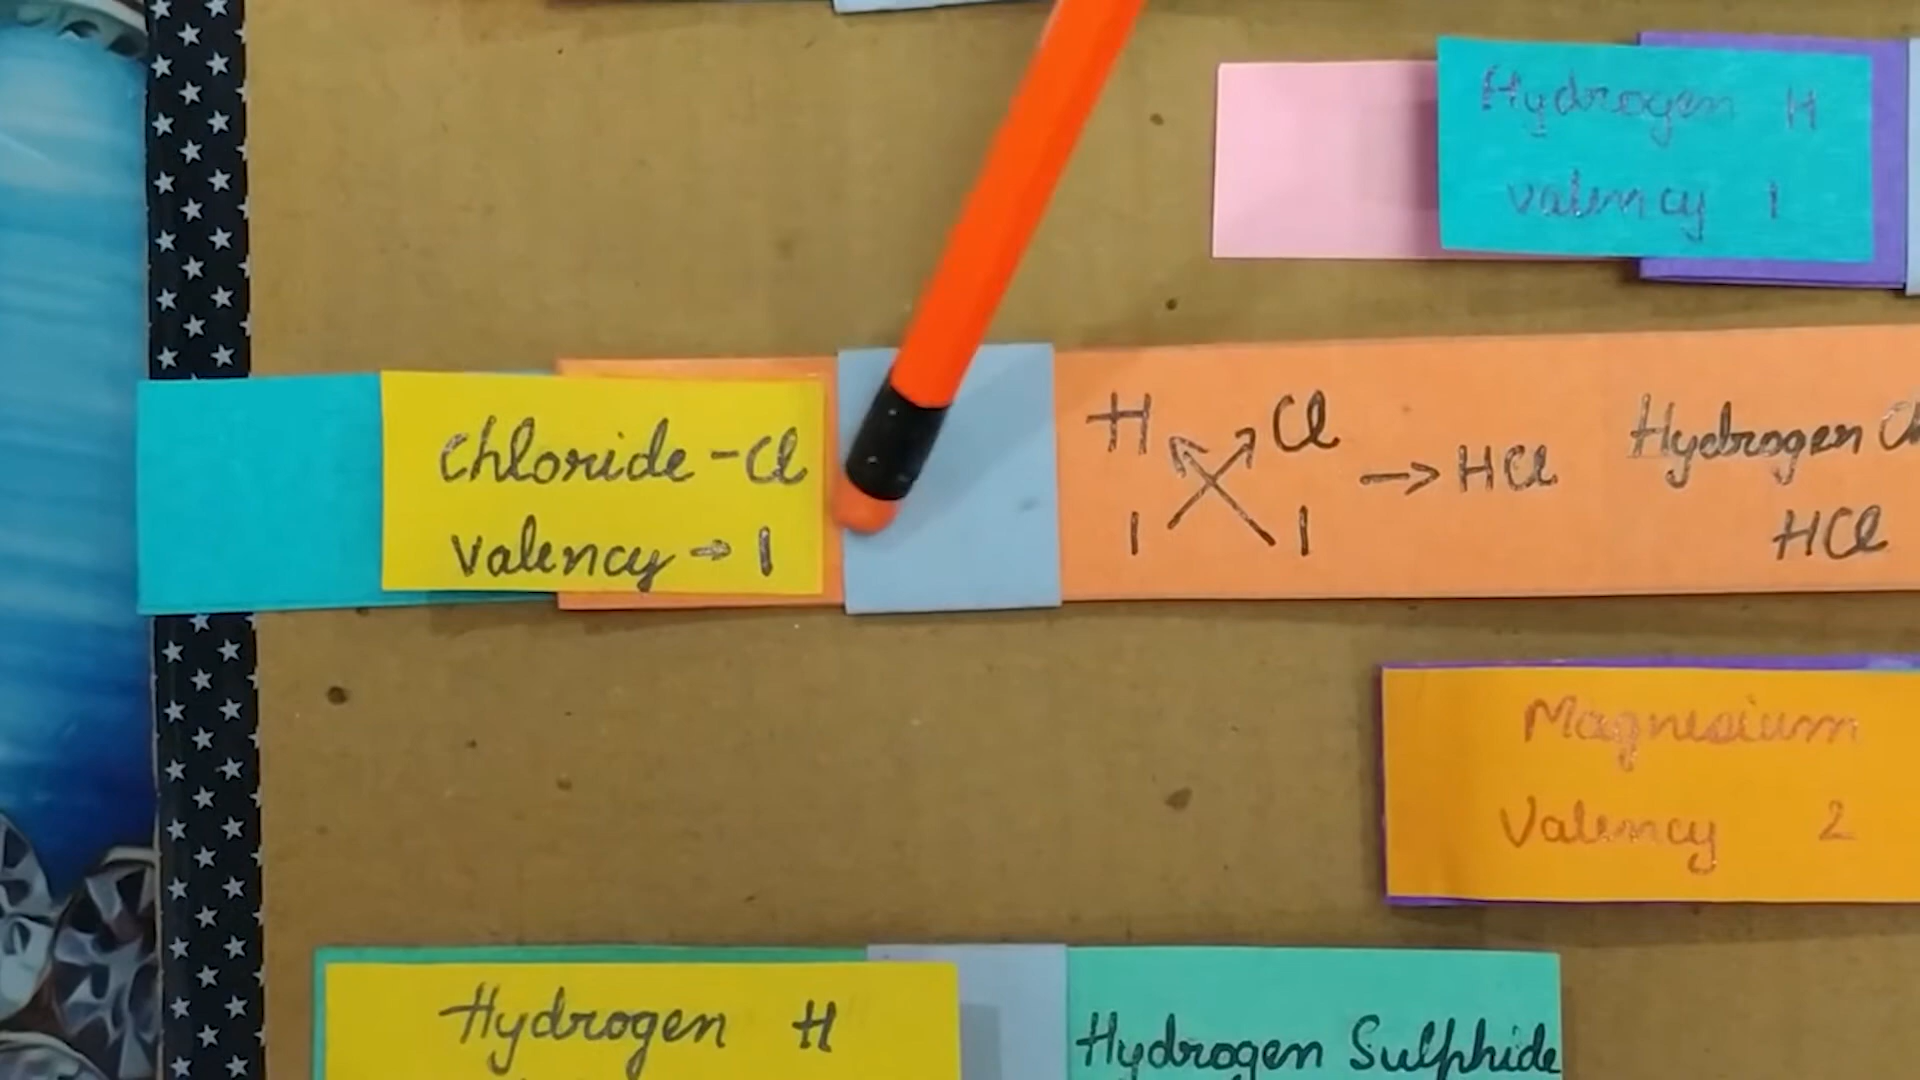 Hydrogen H
Valency 1
Chloride - Cl
Valency → 1
H Cl → HCl
1 1
Hydrogen
HCl
Magnesium
Valency 2
Hydrogen H
Hydrogen Sulphide